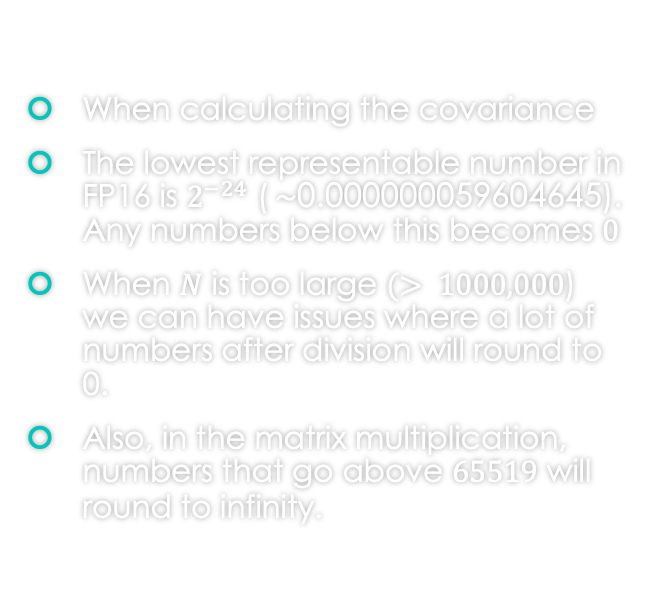 When calculating the covariance
The lowest representable number in
FP16 is 2⁻²⁴ ( ~0.000000059604645).
Any numbers below this becomes 0
When N is too large (> 1000,000)
we can have issues where a lot of
numbers after division will round to
0.
Also, in the matrix multiplication,
numbers that go above 65519 will
round to infinity.